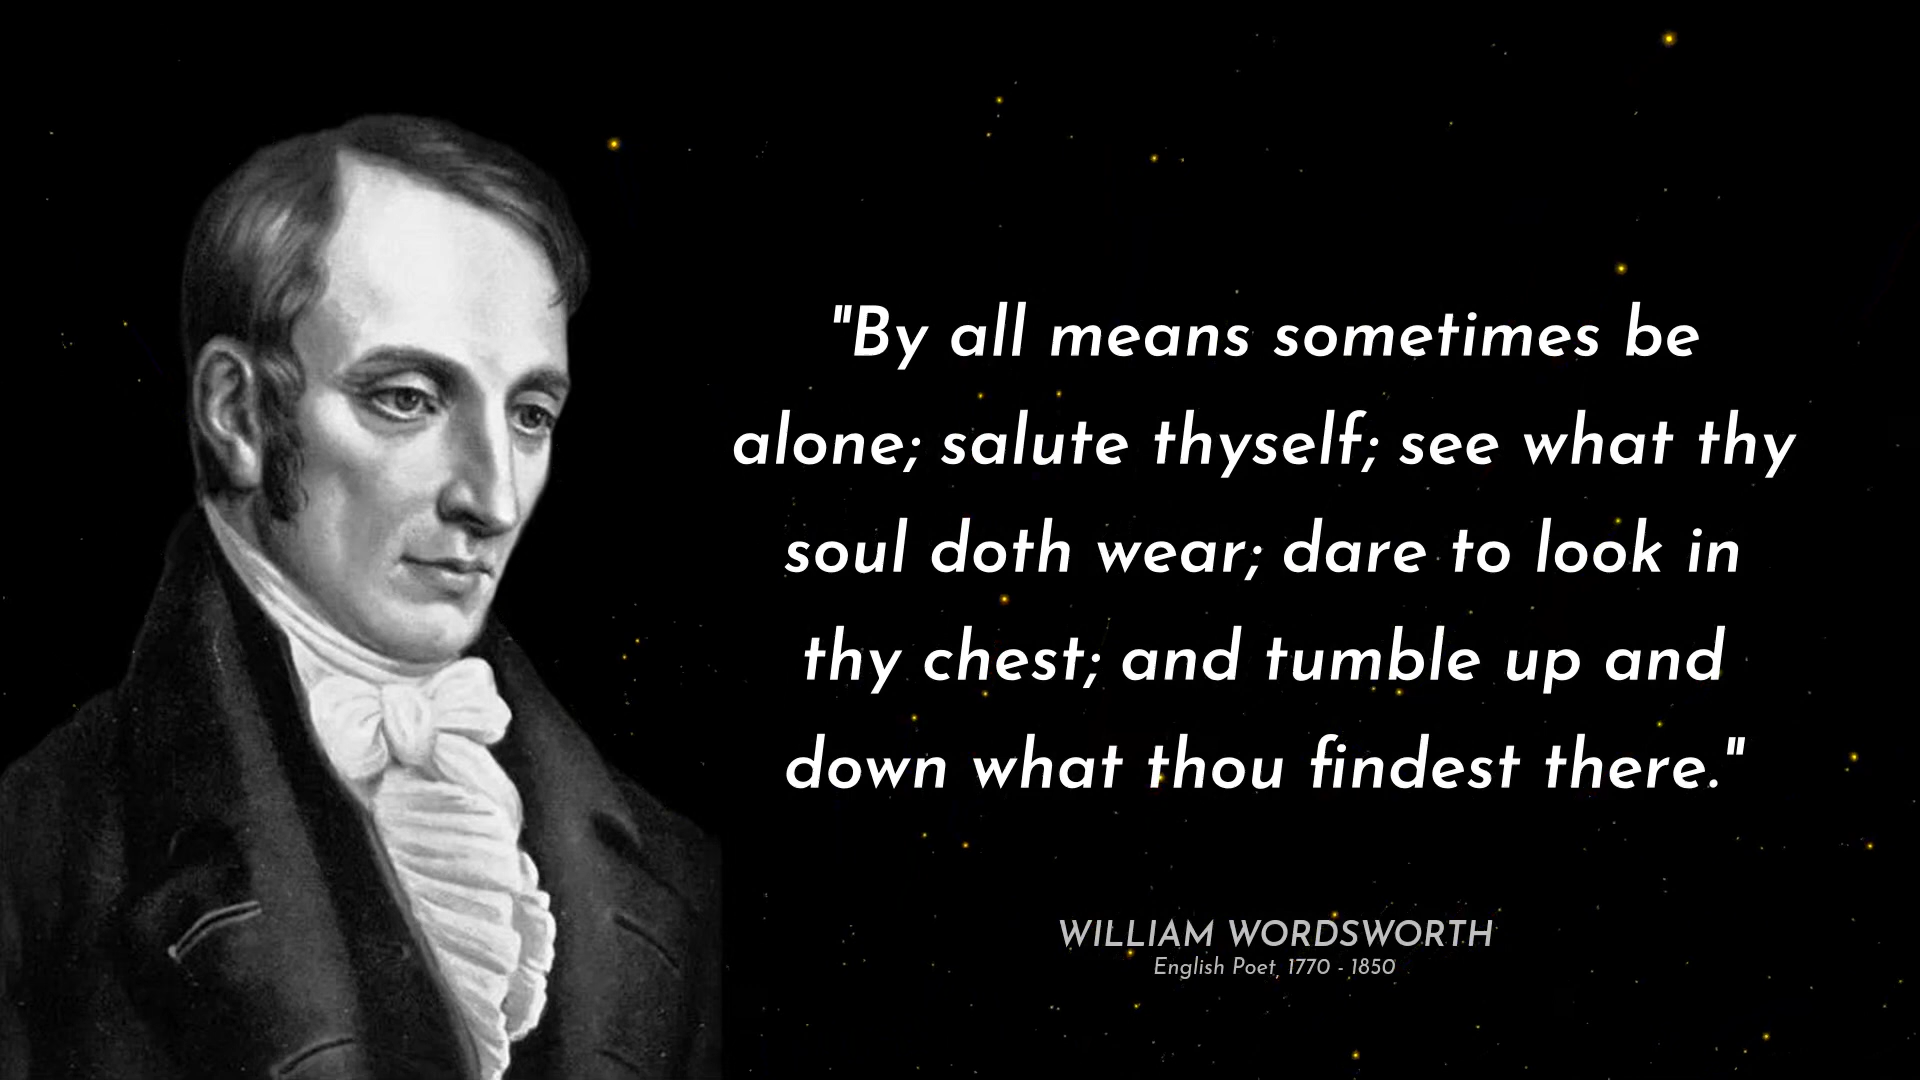 "By all means sometimes be
alone; salute thyself; see what thy
soul doth wear; dare to look in
thy chest; and tumble up and
down what thou findest there."
WILLIAM WORDSWORTH
English Poet, 1770 - 1850